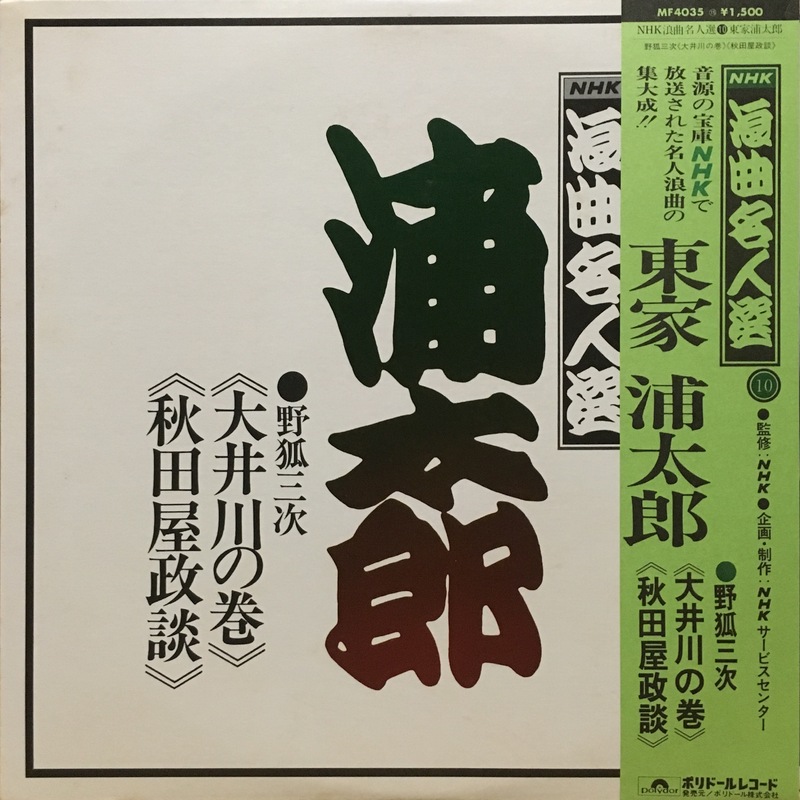 MF4035 ⑮ ¥1,500
NHK浪曲名人選❿東家浦太郎
野狐三次《大井川の巻》《秋田屋政談》
NHK
浪曲名人選
10
音源の宝庫NHKで
放送された名人浪曲の
集大成!!
東家 浦太郎
●監修:NHK●企画・制作:NHKサービスセンター
●野狐三次
《大井川の巻》
《秋田屋政談》
polydor
ポリドールレコード
発売元/ポリドール株式会社
NHK
浪曲名人選
浦太郎
●野狐三次
《大井川の巻》
《秋田屋政談》